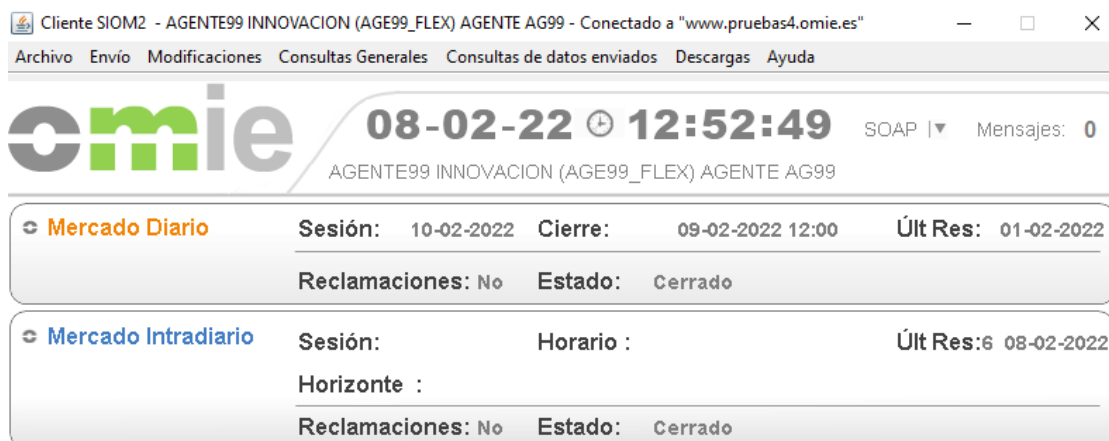 Cliente SIOM2 - AGENTE99 INNOVACION (AGE99_FLEX) AGENTE AG99 - Conectado a "www.pruebas4.omie.es"
Archivo Envío Modificaciones Consultas Generales Consultas de datos enviados Descargas Ayuda
omie
08-02-22 12:52:49 SOAP Mensajes: 0
AGENTE99 INNOVACION (AGE99_FLEX) AGENTE AG99
Mercado Diario Sesión: 10-02-2022 Cierre: 09-02-2022 12:00 Últ Res: 01-02-2022
Reclamaciones: No Estado: Cerrado
Mercado Intradiario Sesión: Horario : Últ Res:6 08-02-2022
Horizonte :
Reclamaciones: No Estado: Cerrado